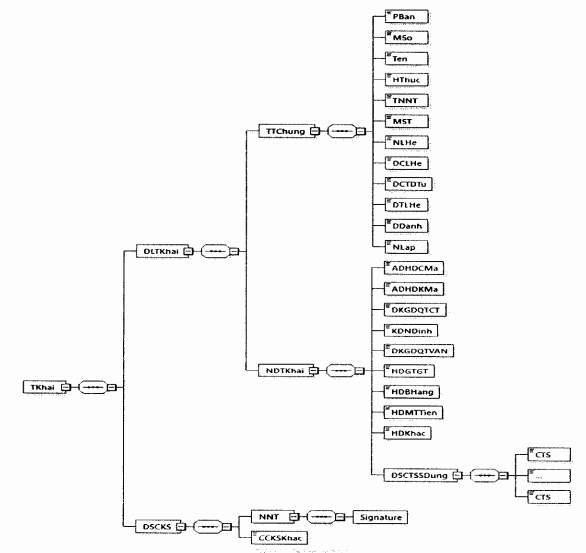 PBan
MSo
Ten
HThuc
TNNT
TTChung
MST
NLHe
DCLHe
DCTDTu
DTLHe
DDanh
NLap
DLTKhai
ADHDCMa
ADHDKMa
DKGDQTCT
KDNDinh
DKGDQTVAN
NDTKhai
HDGTGT
TKhai
HDBHang
HDMTTien
HDKhac
CTS
DSCTSSDung
...
CTS
NNT
Signature
DSCKS
CCKSKhac